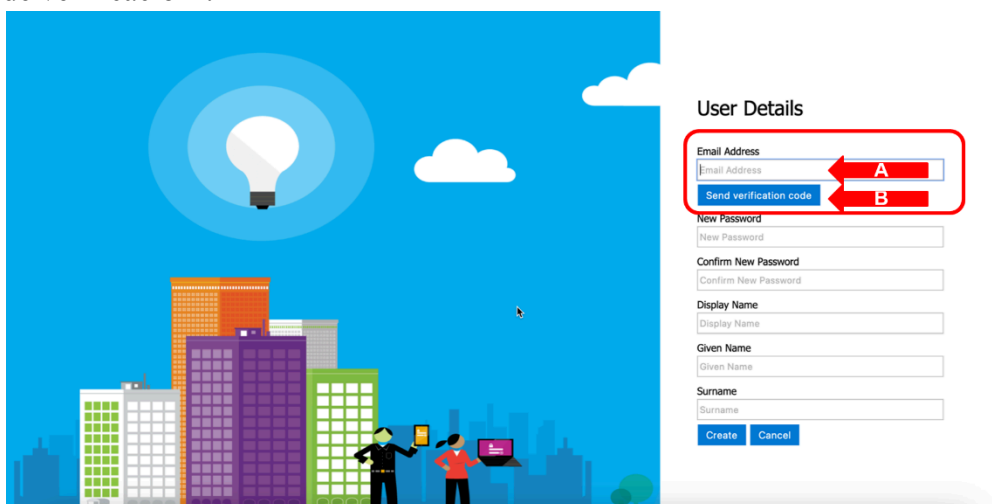 User Details
Email Address
Email Address
A
Send verification code
B
New Password
New Password
Confirm New Password
Confirm New Password
Display Name
Display Name
Given Name
Given Name
Surname
Surname
Create Cancel